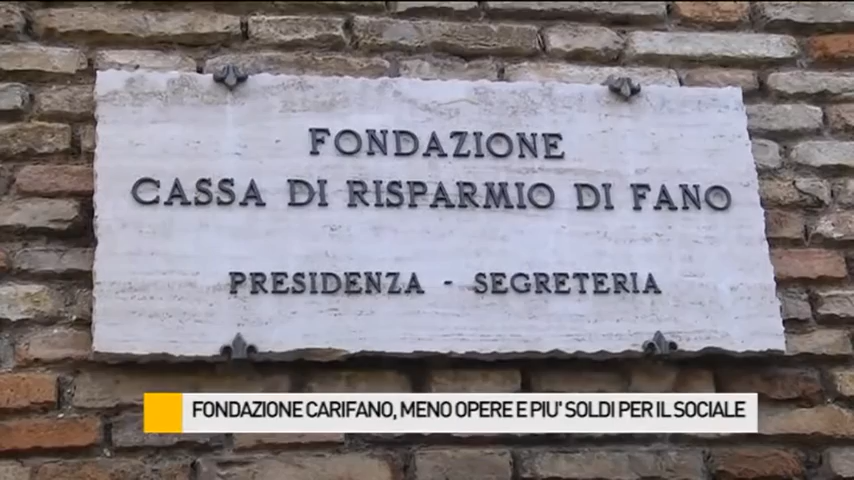 FONDAZIONE
CASSA DI RISPARMIO DI FANO
PRESIDENZA - SEGRETERIA
FONDAZIONE CARIFANO, MENO OPERE E PIU' SOLDI PER IL SOCIALE